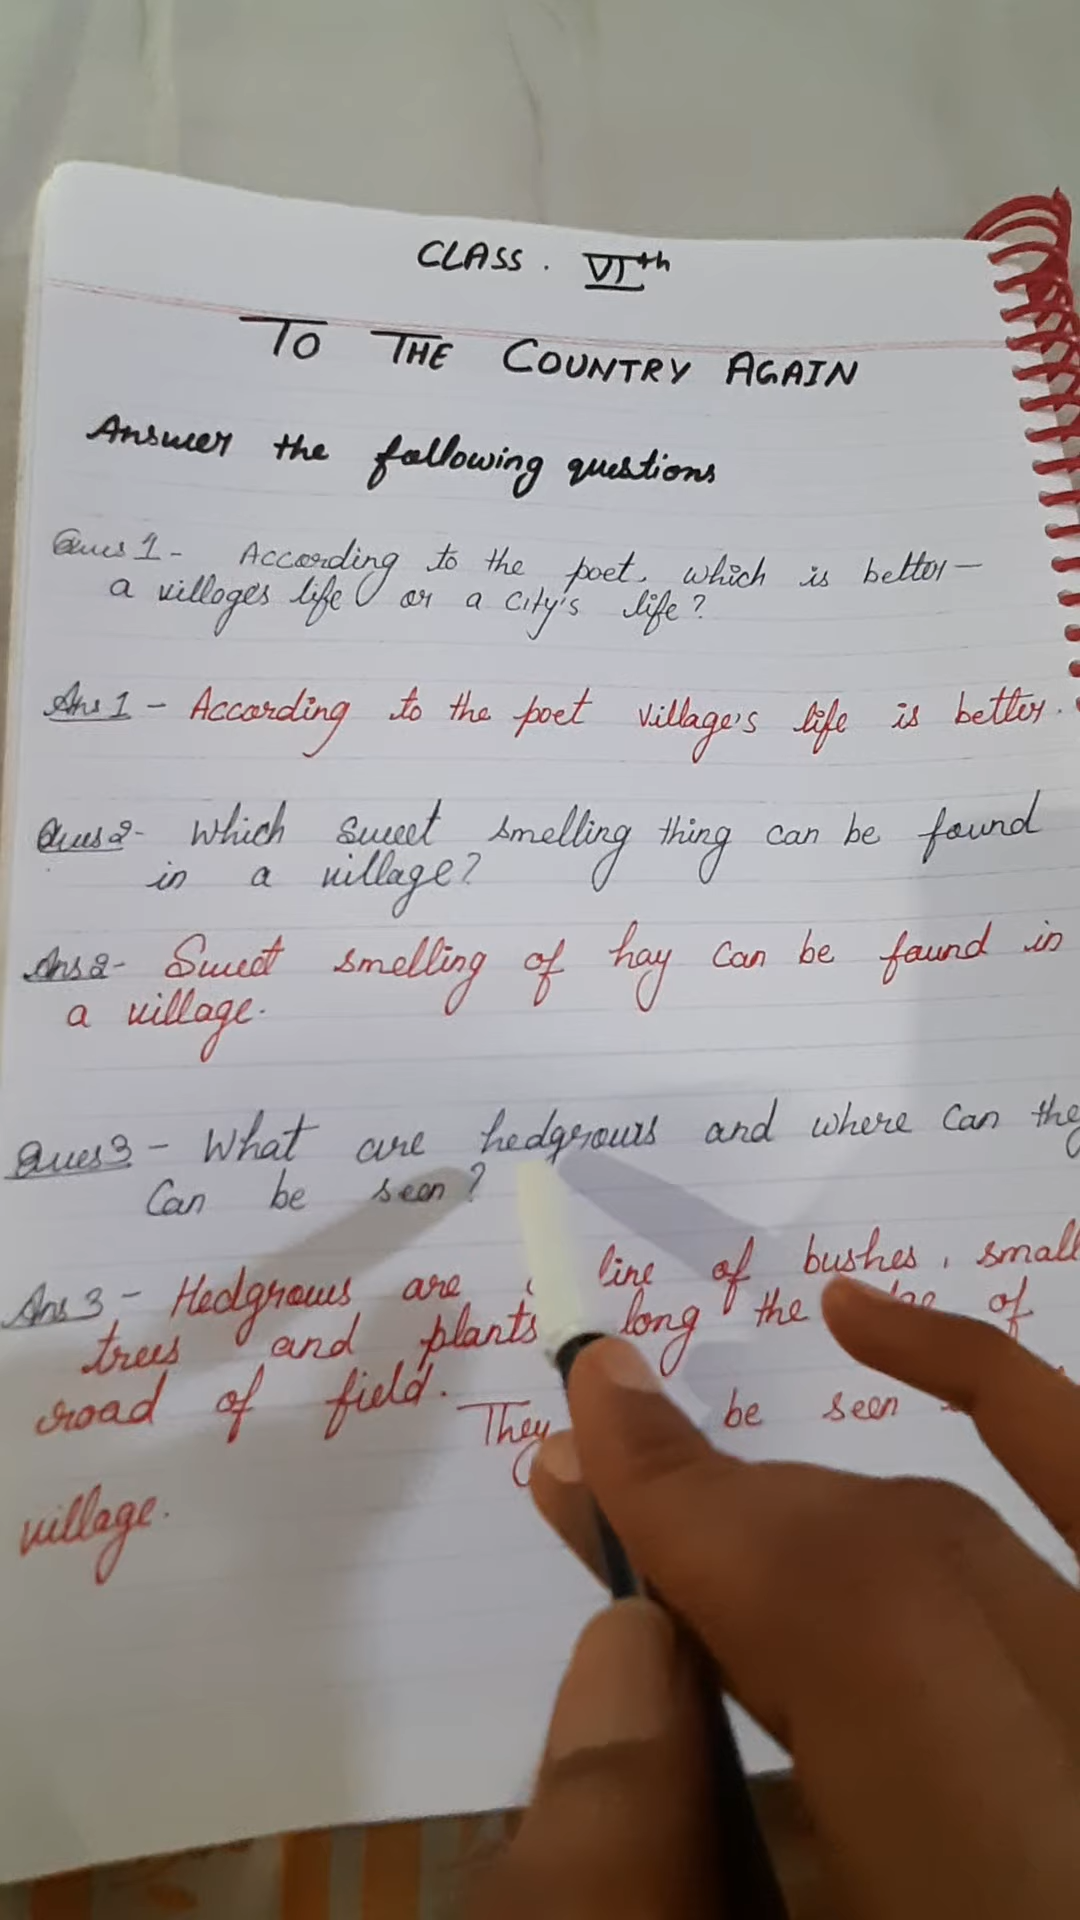 CLASS. VIth
TO THE COUNTRY AGAIN
Answer the following questions
Ques 1- According to the poet, which is better-
a village's life or a city's life?
Ans 1- According to the poet village's life is better.
Ques 2- Which sweet smelling thing can be found
in a village?
Ans 2- Sweet smelling of hay can be found in
a village.
Ques 3- What are hedgrows and where can they
can be seen?
Ans 3- Hedgrows are line of bushes, small
trees and plants long the of
road of field. They be seen
village.